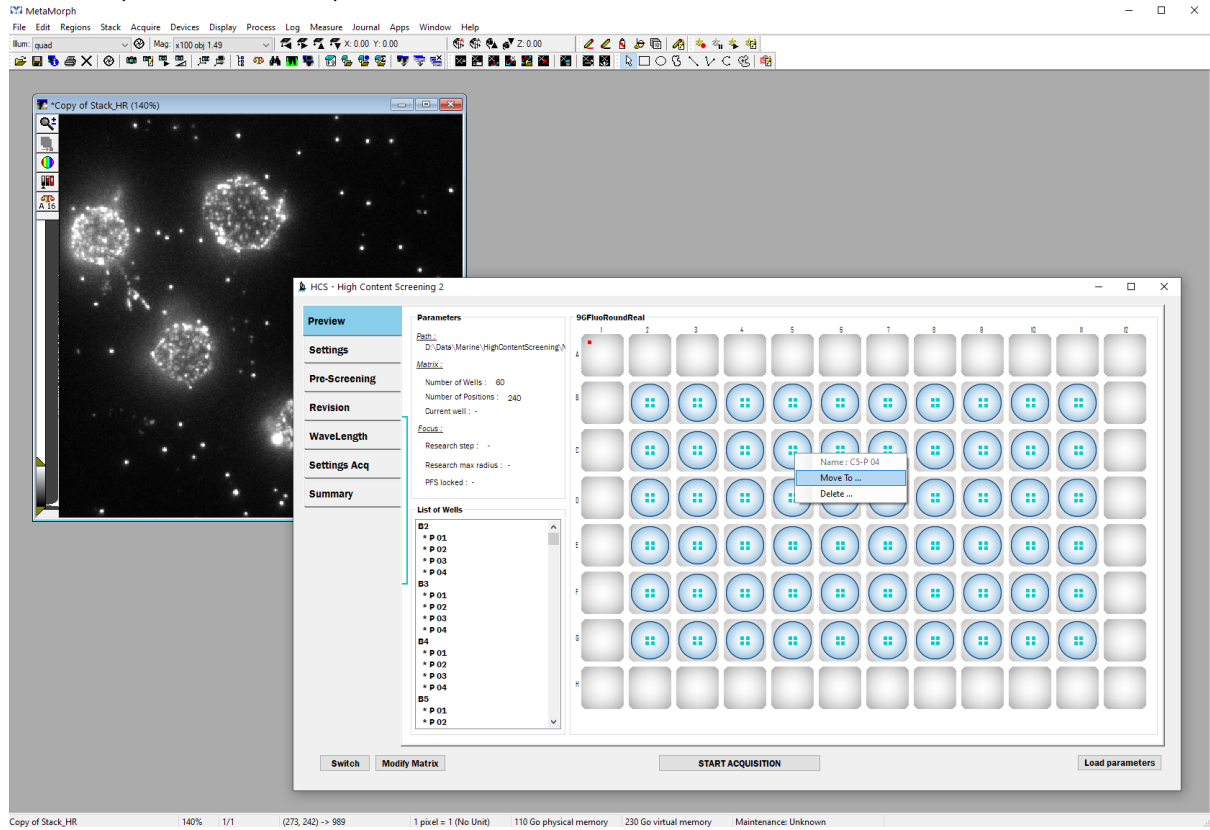 MetaMorph
File Edit Regions Stack Acquire Devices Display Process Log Measure Journal Apps Window Help
Illum: quad Mag: x100 obj 1.49 X: 0.00 Y: 0.00 Z: 0.00
*Copy of Stack_HR (140%)
A 16
HCS - High Content Screening 2
Preview
Settings
Pre-Screening
Revision
WaveLength
Settings Acq
Summary
Parameters
Path :
D:\Data\Marine\HighContentScreening\
Matrix :
Number of Wells : 60
Number of Positions : 240
Current well : -
Focus :
Research step : -
Research max radius : -
PFS locked : -
List of Wells
B2
* P 01
* P 02
* P 03
* P 04
B3
* P 01
* P 02
* P 03
* P 04
B4
* P 01
* P 02
* P 03
* P 04
B5
* P 01
* P 02
9GFluoRoundReal
1 2 3 4 5 6 7 8 9 10 11 12
A
B
C
D
E
F
G
H
Name : C5-P 04
Move To ...
Delete ...
Switch Modify Matrix START ACQUISITION Load parameters
Copy of Stack_HR 140% 1/1 (273, 242) -> 989 1 pixel = 1 (No Unit) 110 Go physical memory 230 Go virtual memory Maintenance: Unknown